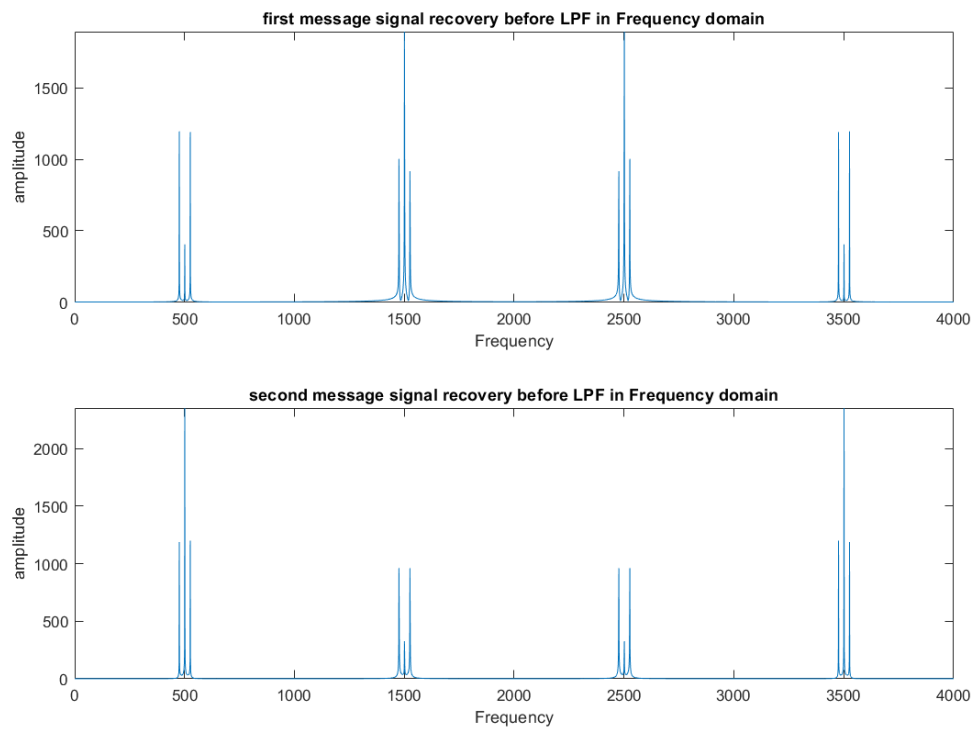 first message signal recovery before LPF in Frequency domain
1500
1000
500
0
amplitude
0 500 1000 1500 2000 2500 3000 3500 4000
Frequency
second message signal recovery before LPF in Frequency domain
2000
1500
1000
500
0
amplitude
0 500 1000 1500 2000 2500 3000 3500 4000
Frequency